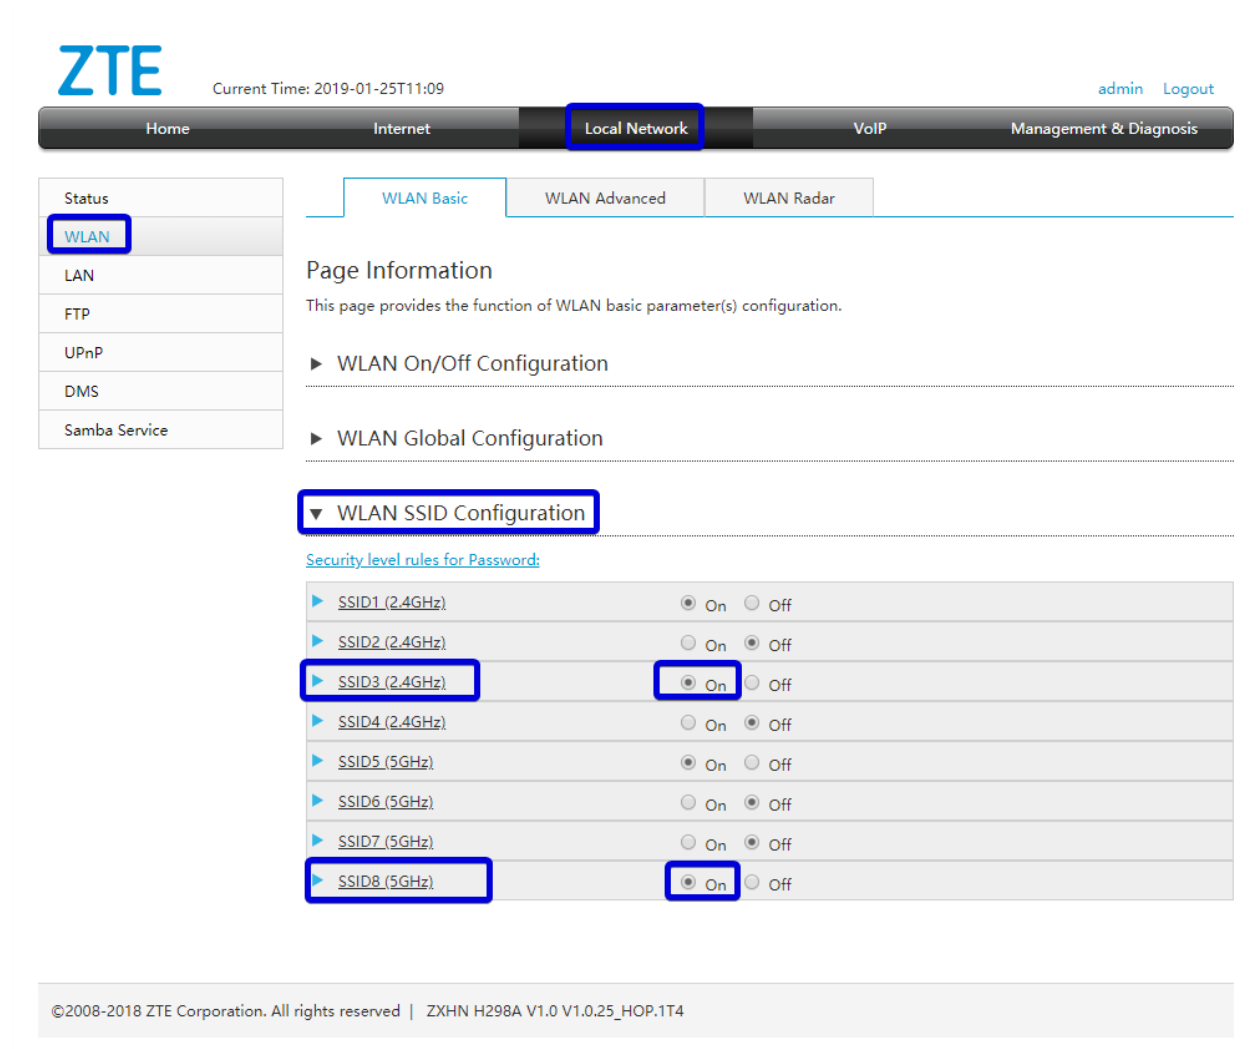 ZTE
Current Time: 2019-01-25T11:09
admin Logout
Home Internet Local Network VoIP Management & Diagnosis
Status
WLAN
LAN
FTP
UPnP
DMS
Samba Service
WLAN Basic WLAN Advanced WLAN Radar
Page Information
This page provides the function of WLAN basic parameter(s) configuration.
WLAN On/Off Configuration
WLAN Global Configuration
WLAN SSID Configuration
Security level rules for Password:
SSID1 (2.4GHz) On Off
SSID2 (2.4GHz) On Off
SSID3 (2.4GHz) On Off
SSID4 (2.4GHz) On Off
SSID5 (5GHz) On Off
SSID6 (5GHz) On Off
SSID7 (5GHz) On Off
SSID8 (5GHz) On Off
©2008-2018 ZTE Corporation. All rights reserved | ZXHN H298A V1.0 V1.0.25_HOP.1T4